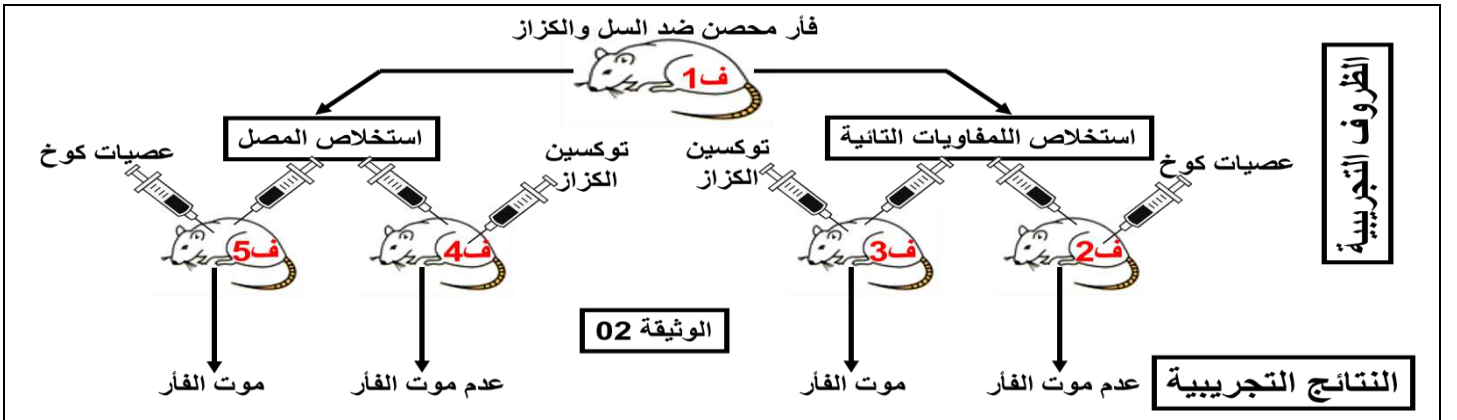 فأر محصن ضد السل والكزاز
ف1
الظروف التجريبية
استخلاص اللمفاويات التائية
استخلاص المصل
عصيات كوخ
توكسين
الكزاز
توكسين
الكزاز
عصيات كوخ
ف2
ف3
ف4
ف5
الوثيقة 02
النتائج التجريبية
عدم موت الفأر
موت الفأر
عدم موت الفأر
موت الفأر